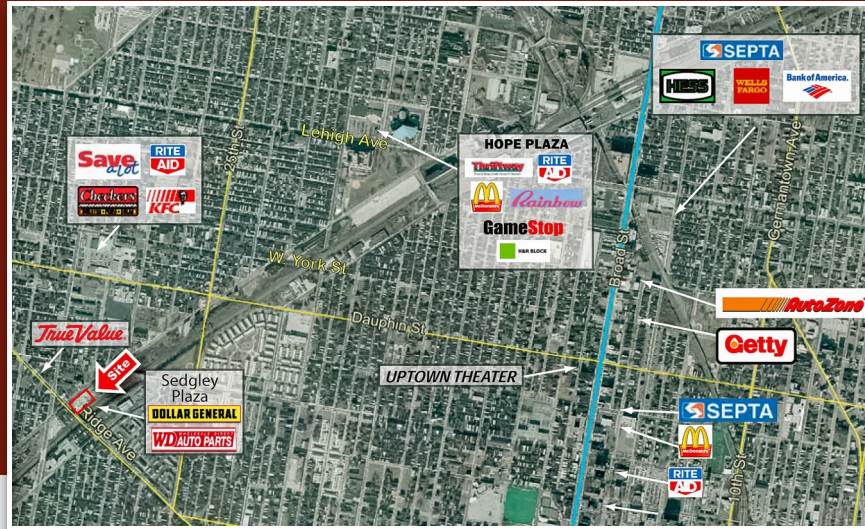 SEPTA
HESS
WELLS
FARGO
Bank of America.
Lehigh Ave
25th St
Germantown Ave
HOPE PLAZA
Thriftway
RITE
AID
McDonald's
Rainbow
GameStop
H&R BLOCK
Save
a lot
RITE
AID
Checkers
KFC
W. York St
Broad St
AutoZone
Dauphin St
Getty
True Value
Site
UPTOWN THEATER
Sedgley
Plaza
DOLLAR GENERAL
WHOLESALE DIRECT
WD AUTO PARTS
Ridge Ave
SEPTA
McDonald's
RITE
AID
10th St